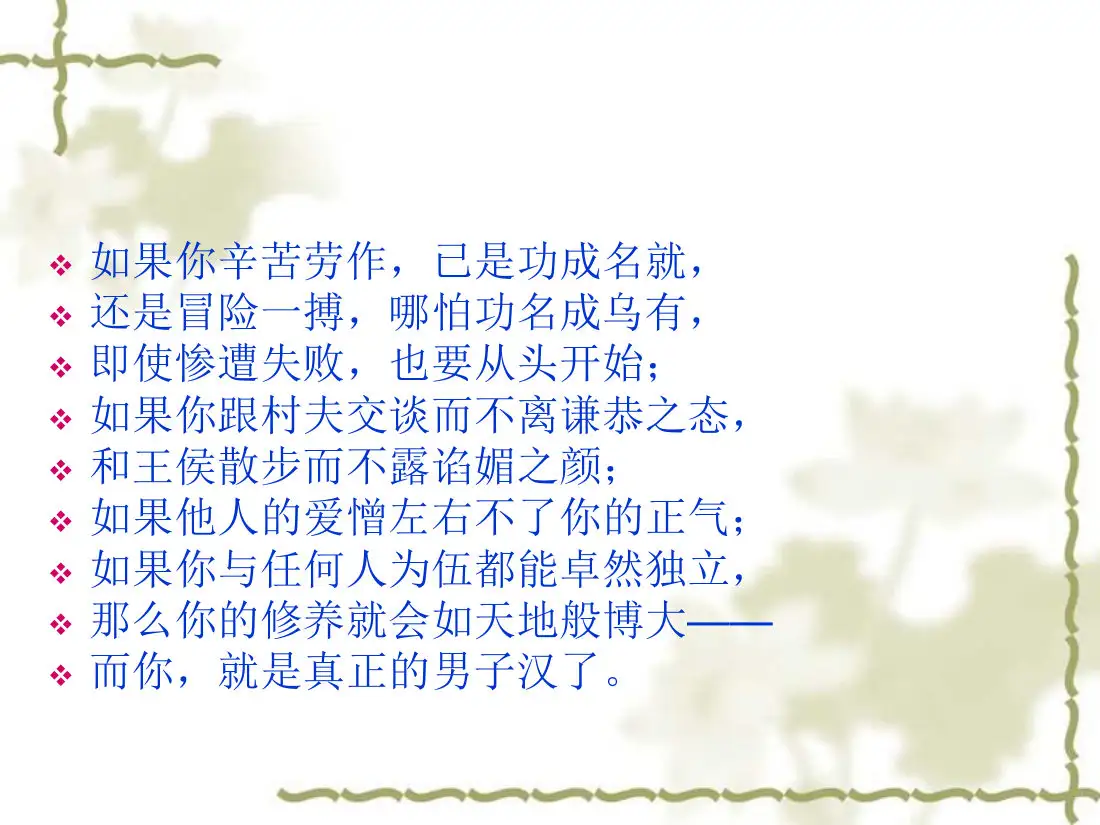 如果你辛苦劳作，已是功成名就，
还是冒险一搏，哪怕功名成乌有，
即使惨遭失败，也要从头开始；
如果你跟村夫交谈而不离谦恭之态，
和王侯散步而不露谄媚之颜；
如果他人的爱憎左右不了你的正气；
如果你与任何人为伍都能卓然独立，
那么你的修养就会如天地般博大——
而你，就是真正的男子汉了。